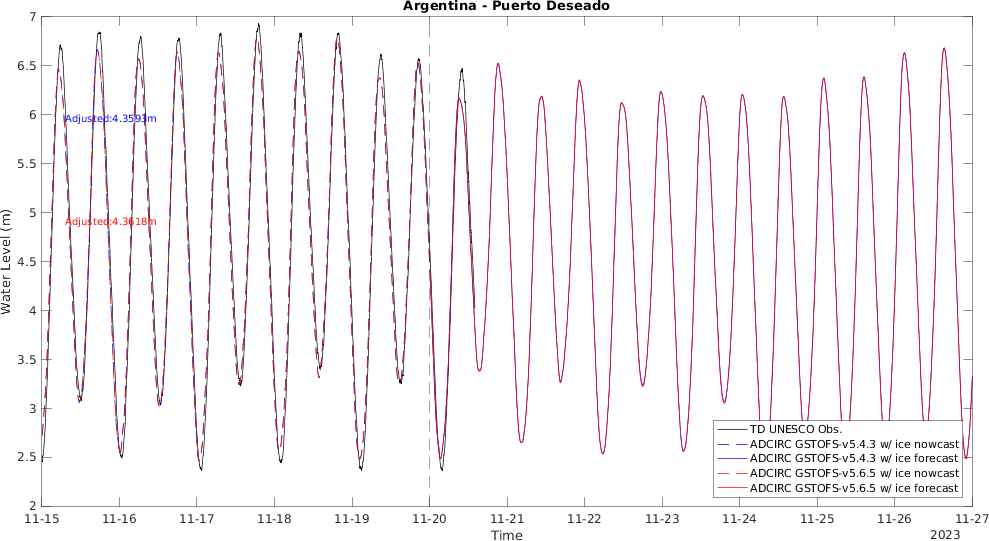 Argentina - Puerto Deseado
7
6.5
6
5.5
5
4.5
4
3.5
3
2.5
2
Water Level (m)
Adjusted:4.3593m
Adjusted:4.3618m
TD UNESCO Obs.
ADCIRC GSTOFS-v5.4.3 w/ ice nowcast
ADCIRC GSTOFS-v5.4.3 w/ ice forecast
ADCIRC GSTOFS-v5.6.5 w/ ice nowcast
ADCIRC GSTOFS-v5.6.5 w/ ice forecast
11-15 11-16 11-17 11-18 11-19 11-20 11-21 11-22 11-23 11-24 11-25 11-26 11-27
Time
2023